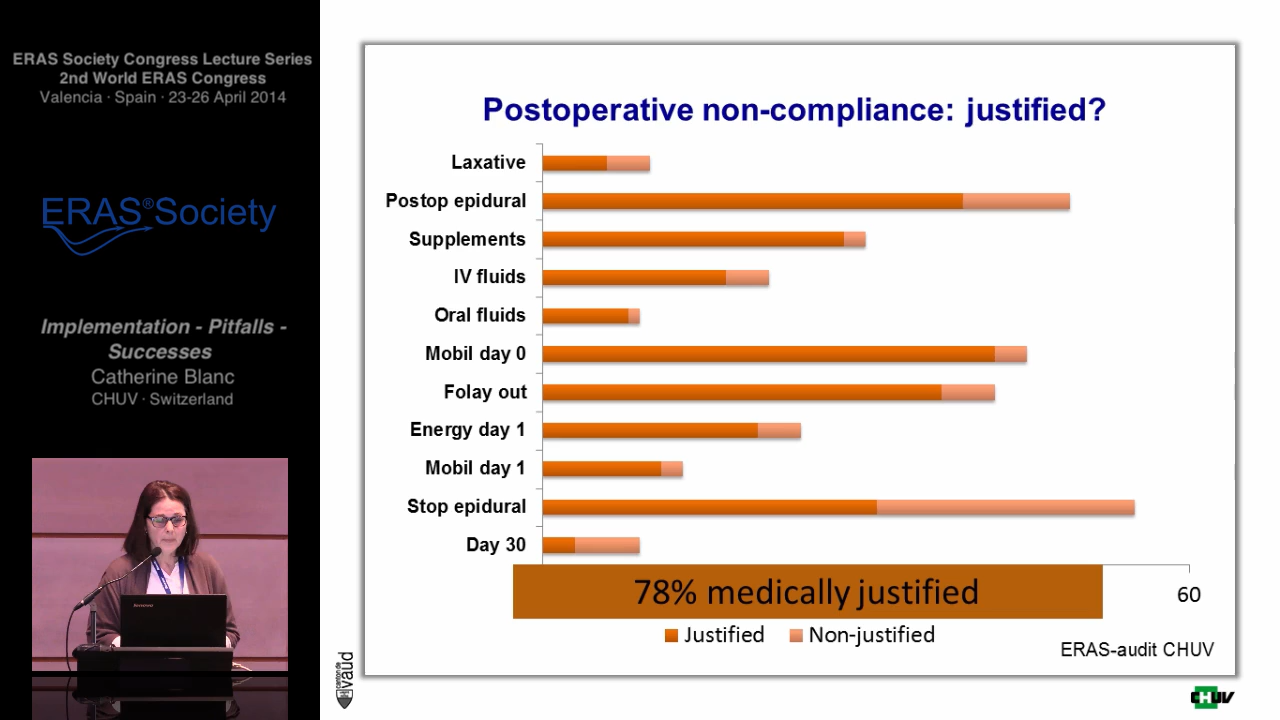 ERAS Society Congress Lecture Series
2nd World ERAS Congress
Valencia · Spain · 23-26 April 2014
ERAS®Society
Implementation - Pitfalls -
Successes
Catherine Blanc
CHUV · Switzerland
lenovo
Postoperative non-compliance: justified?
Laxative
Postop epidural
Supplements
IV fluids
Oral fluids
Mobil day 0
Folay out
Energy day 1
Mobil day 1
Stop epidural
Day 30
78% medically justified
60
Justified
Non-justified
ERAS-audit CHUV
canton de
vaud
CHUV